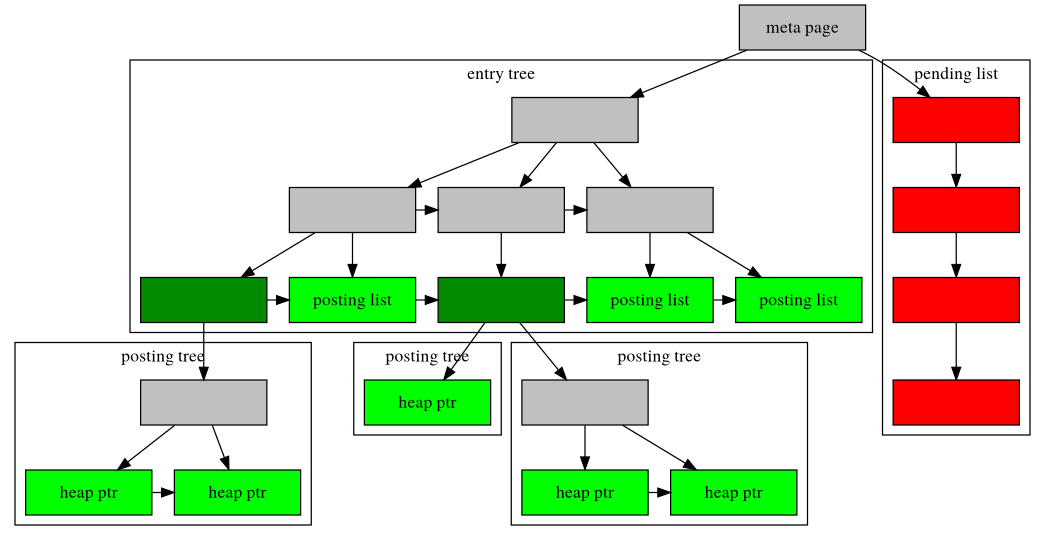 meta page
entry tree
pending list
posting list
posting list
posting list
posting tree
posting tree
posting tree
heap ptr
heap ptr
heap ptr
heap ptr
heap ptr